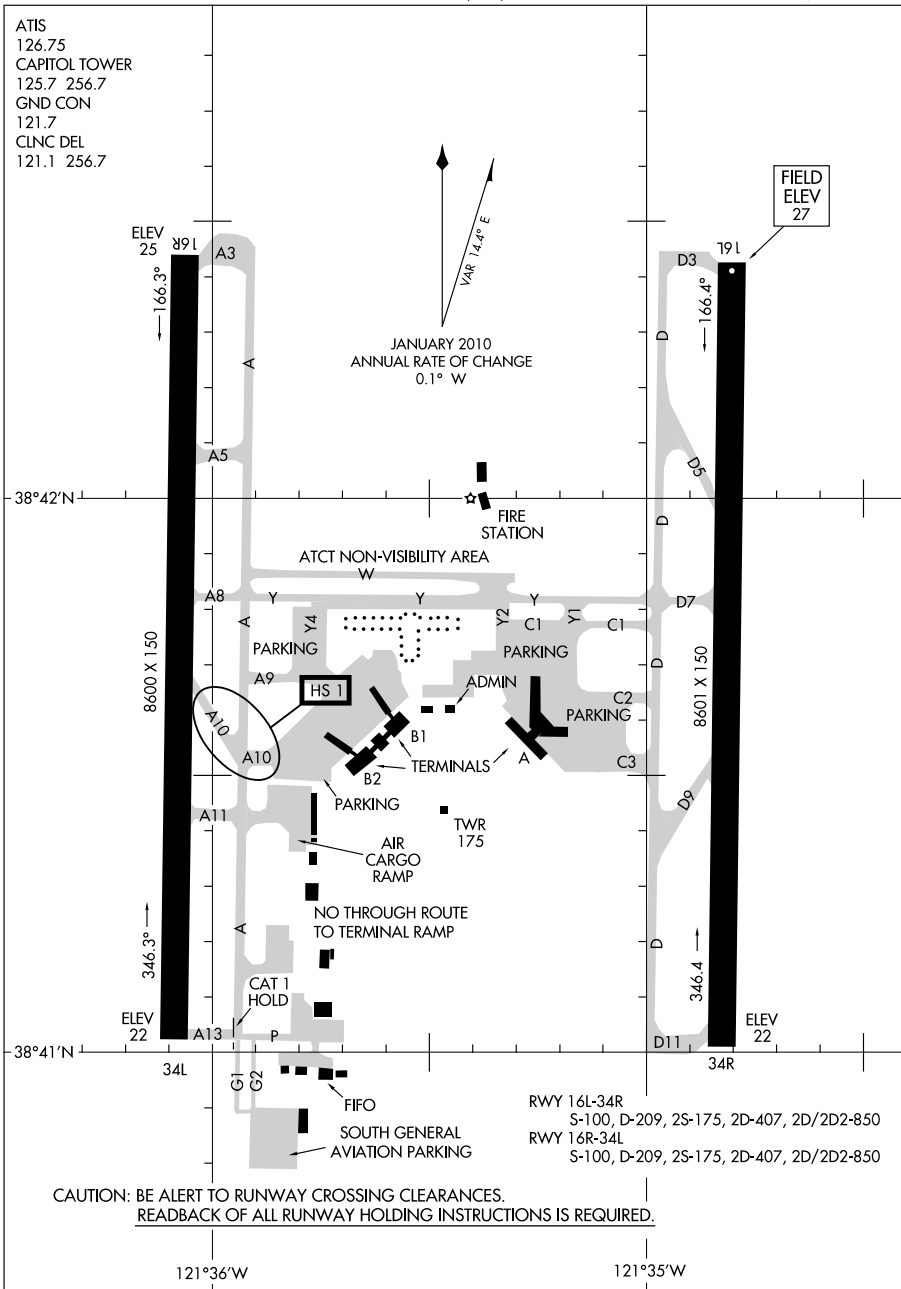 ATIS
126.75
CAPITOL TOWER
125.7 256.7
GND CON
121.7
CLNC DEL
121.1 256.7
FIELD
ELEV
27
VAR 14.4° E
JANUARY 2010
ANNUAL RATE OF CHANGE
0.1° W
ELEV
25
16R
A3
166.3°
A
A5
16L
D3
166.4°
D
D5
38°42'N
D
FIRE
STATION
ATCT NON-VISIBILITY AREA
W
A8
Y
Y
Y
D7
A
Y4
Y2
C1
Y1
C1
PARKING
PARKING
D
8600 X 150
8601 X 150
A9
HS 1
ADMIN
C2
PARKING
A10
A10
B1
TERMINALS
A
B2
C3
PARKING
D9
A11
TWR
175
AIR
CARGO
RAMP
NO THROUGH ROUTE
TO TERMINAL RAMP
A
D
346.3°
346.4
CAT 1
HOLD
ELEV
22
A13
P
D11
ELEV
22
38°41'N
34L
34R
G1
G2
FIFO
SOUTH GENERAL
AVIATION PARKING
RWY 16L-34R
S-100, D-209, 2S-175, 2D-407, 2D/2D2-850
RWY 16R-34L
S-100, D-209, 2S-175, 2D-407, 2D/2D2-850
CAUTION: BE ALERT TO RUNWAY CROSSING CLEARANCES.
READBACK OF ALL RUNWAY HOLDING INSTRUCTIONS IS REQUIRED.
121°36'W
121°35'W